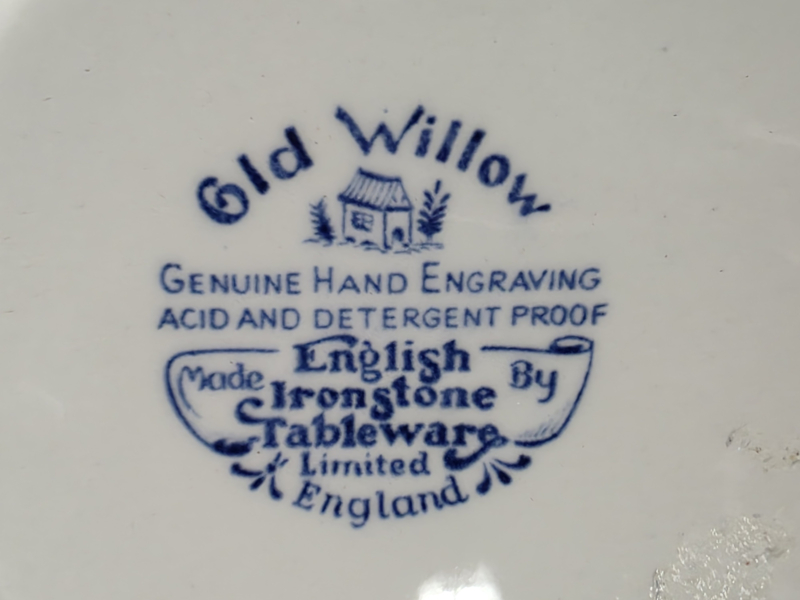 Old Willow
GENUINE HAND ENGRAVING
ACID AND DETERGENT PROOF
Made English By
Ironstone
Tableware
Limited
England